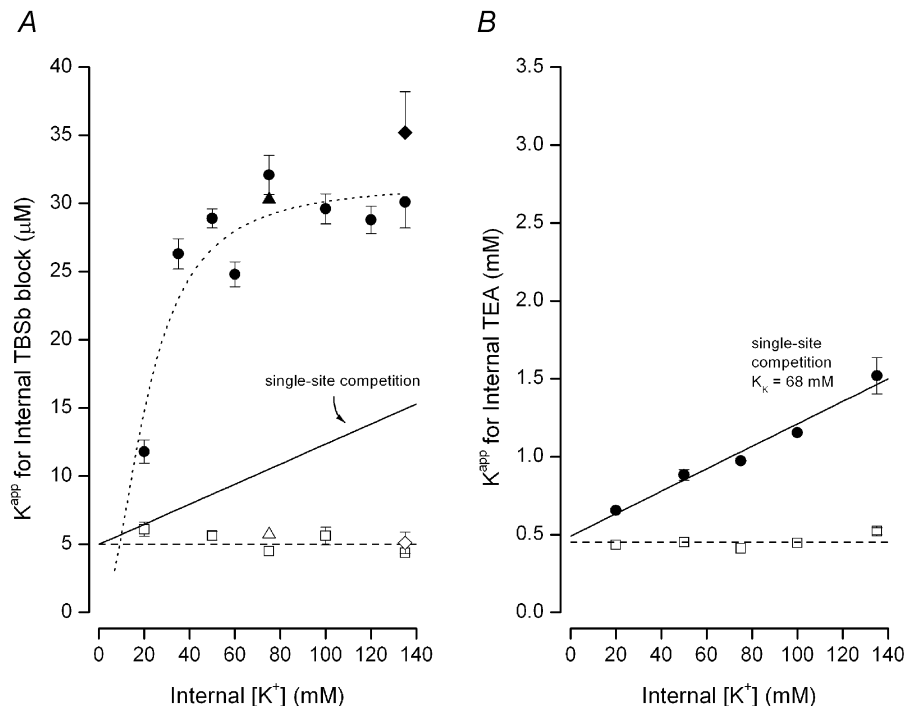 A
K^app for Internal TBSb block (μM)
40
35
30
25
20
15
10
5
0
single-site competition
0 20 40 60 80 100 120 140
Internal [K⁺] (mM)
B
K^app for Internal TEA (mM)
3.5
3.0
2.5
2.0
1.5
1.0
0.5
0.0
single-site
competition
K_K = 68 mM
0 20 40 60 80 100 120 140
Internal [K⁺] (mM)